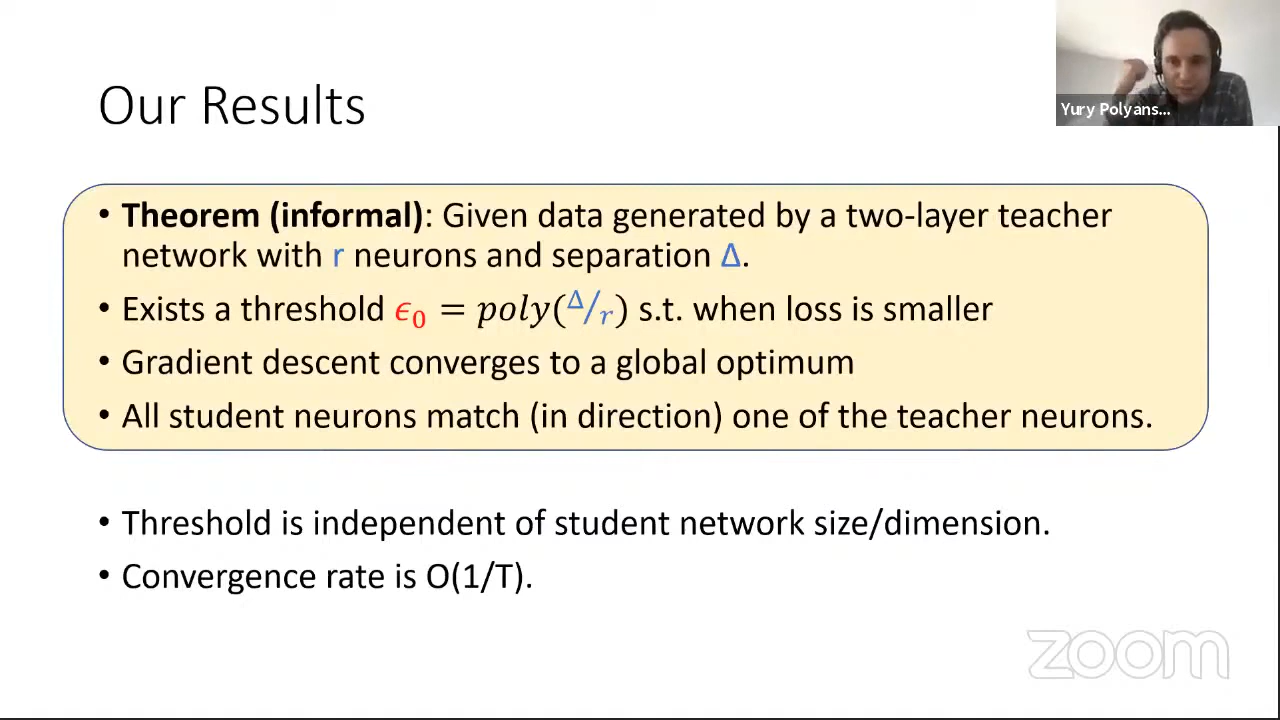 Our Results
Yury Polyans...
• Theorem (informal): Given data generated by a two-layer teacher
network with r neurons and separation Δ.
• Exists a threshold ϵ₀ = poly(Δ/r) s.t. when loss is smaller
• Gradient descent converges to a global optimum
• All student neurons match (in direction) one of the teacher neurons.
• Threshold is independent of student network size/dimension.
• Convergence rate is O(1/T).
zoom